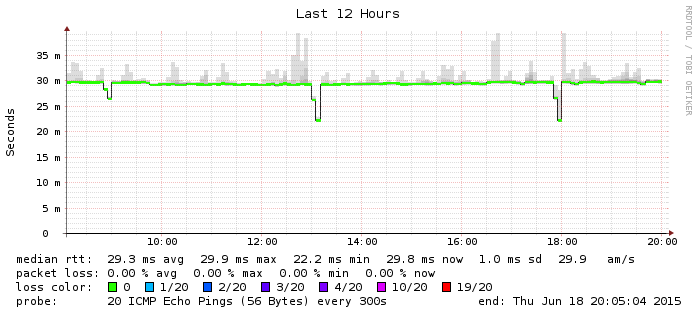 Last 12 Hours
RRDTOOL / TOBI OETIKER
Seconds
35 m
30 m
25 m
20 m
15 m
10 m
5 m
0
10:00 12:00 14:00 16:00 18:00 20:00
median rtt: 29.3 ms avg 29.9 ms max 22.2 ms min 29.8 ms now 1.0 ms sd 29.9 am/s
packet loss: 0.00 % avg 0.00 % max 0.00 % min 0.00 % now
loss color: 0 1/20 2/20 3/20 4/20 10/20 19/20
probe: 20 ICMP Echo Pings (56 Bytes) every 300s end: Thu Jun 18 20:05:04 2015